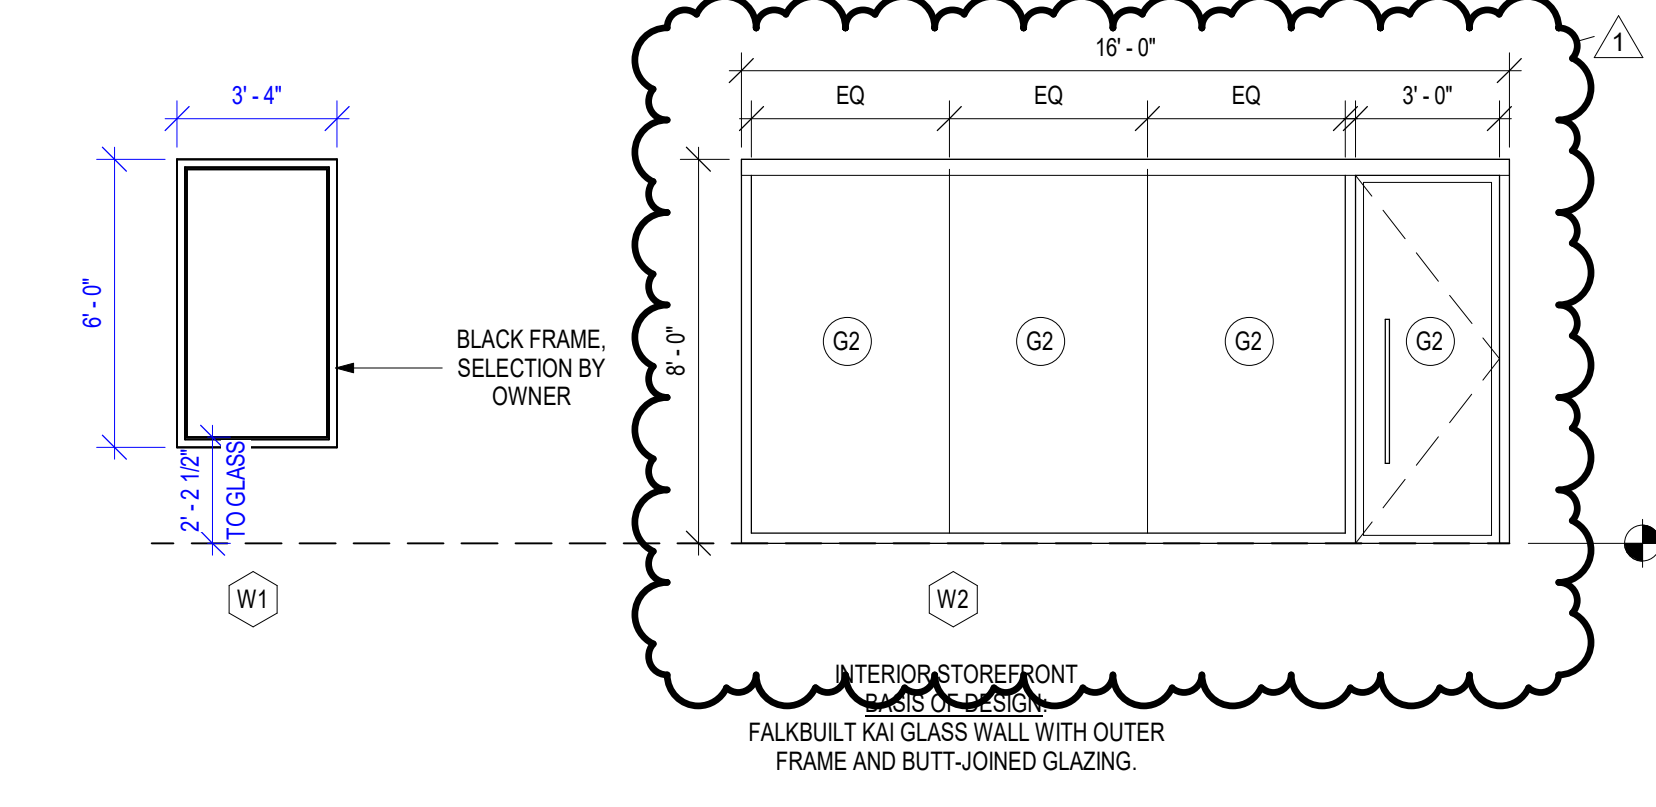 3' - 4"
6' - 0"
2' - 2 1/2"
TO GLASS
BLACK FRAME,
SELECTION BY
OWNER
W1
1
16' - 0"
EQ EQ EQ 3' - 0"
8' - 0"
G2 G2 G2 G2
W2
INTERIOR STOREFRONT
BASIS OF DESIGN:
FALKBUILT KAI GLASS WALL WITH OUTER
FRAME AND BUTT-JOINED GLAZING.